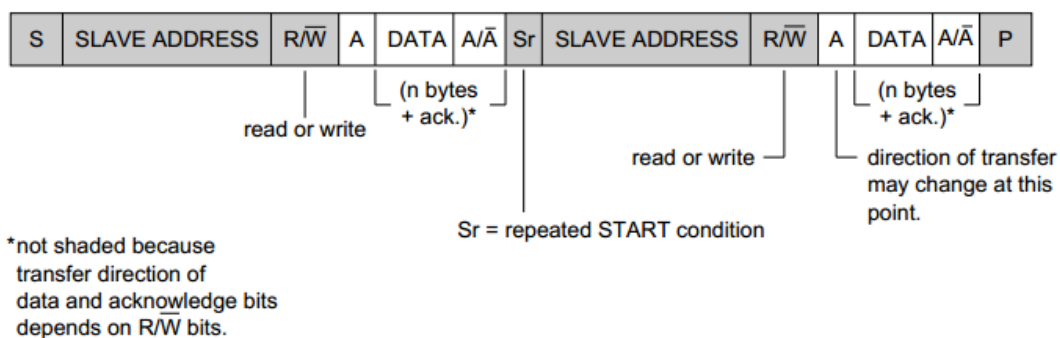 S SLAVE ADDRESS R/W̅ A DATA A/A̅ Sr SLAVE ADDRESS R/W̅ A DATA A/A̅ P
(n bytes
+ ack.)*
read or write
(n bytes
+ ack.)*
read or write
direction of transfer
may change at this
point.
Sr = repeated START condition
*not shaded because
transfer direction of
data and acknowledge bits
depends on R/W̅ bits.